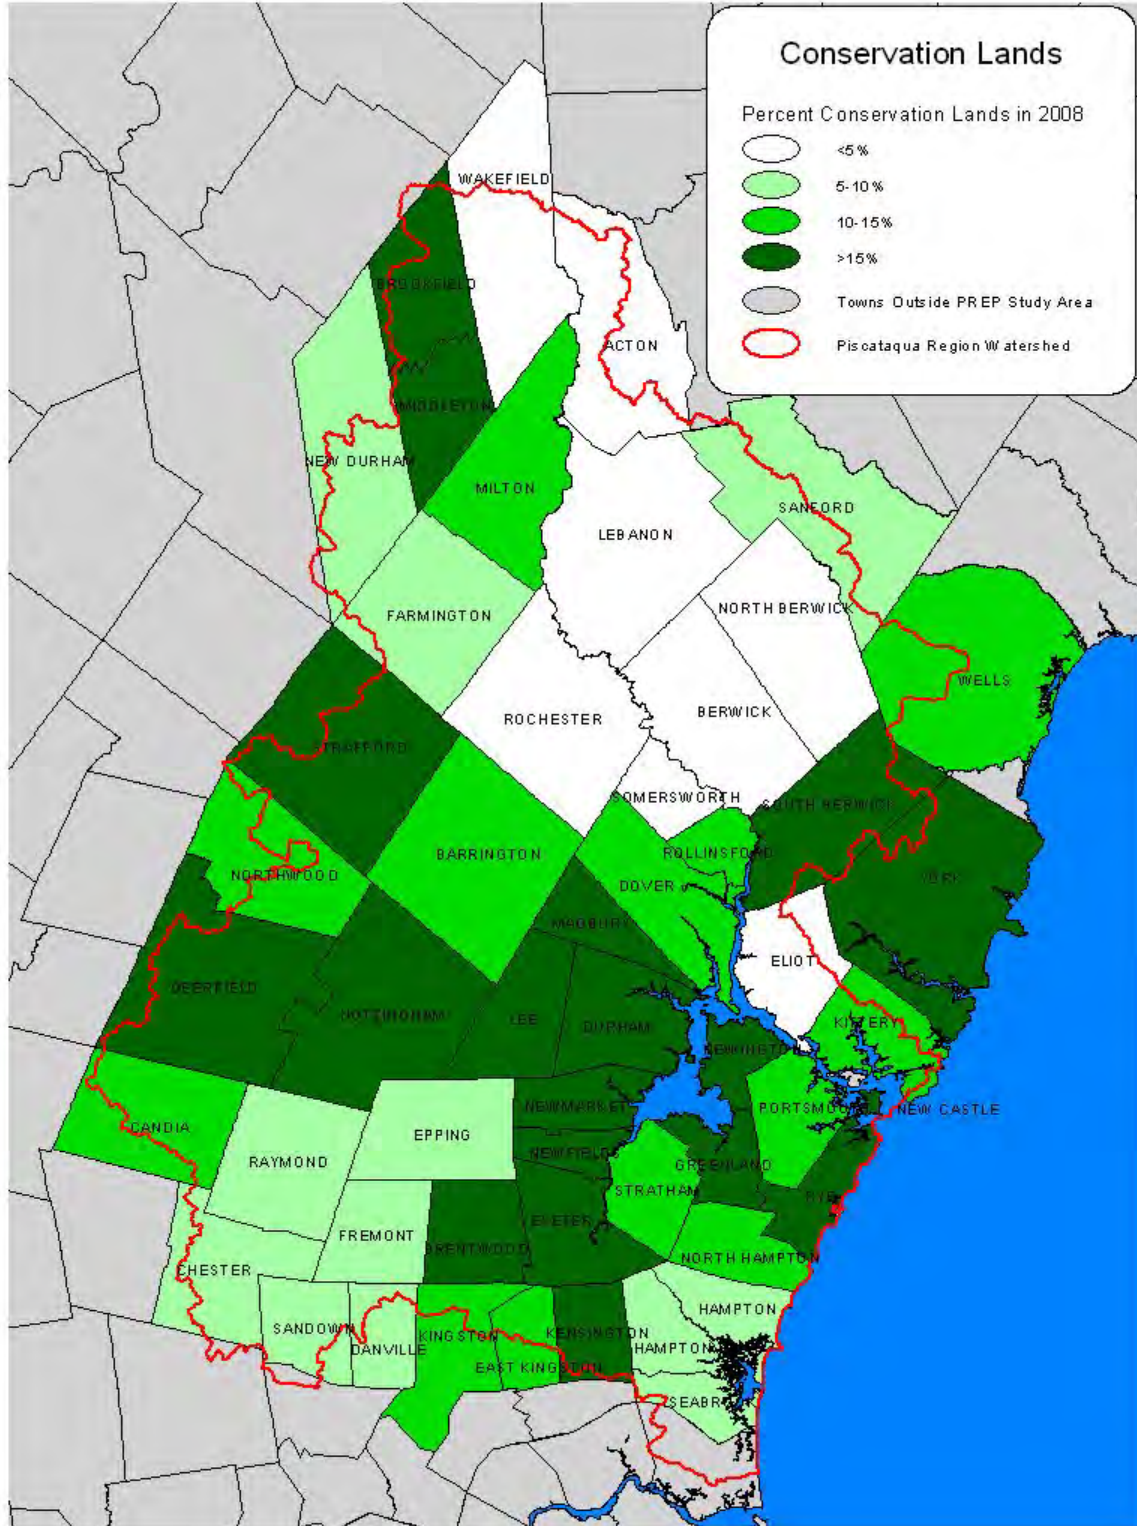 Conservation Lands
Percent Conservation Lands in 2008
<5%
5-10%
10-15%
>15%
Towns Outside PREP Study Area
Piscataqua Region Watershed
WAKEFIELD
BROOKFIELD
ACTON
MIDDLETON
NEW DURHAM
MILTON
SANFORD
LEBANON
FARMINGTON
NORTH BERWICK
WELLS
ROCHESTER
BERWICK
STRAFFORD
SOMERSWORTH
SOUTH BERWICK
BARRINGTON
ROLLINSFORD
NORTHWOOD
DOVER
YORK
MADBURY
ELIOT
DEERFIELD
NOTTINGHAM
LEE
DURHAM
KITTERY
NEWINGTON
NEWMARKET
PORTSMOUTH
NEW CASTLE
CANDIA
EPPING
NEWFIELDS
RAYMOND
GREENLAND
STRATHAM
RYE
EXETER
FREMONT
BRENTWOOD
NORTH HAMPTON
CHESTER
HAMPTON
SANDOWN
KINGSTON
KENSINGTON
DANVILLE
HAMPTON
EAST KINGSTON
SEABROOK